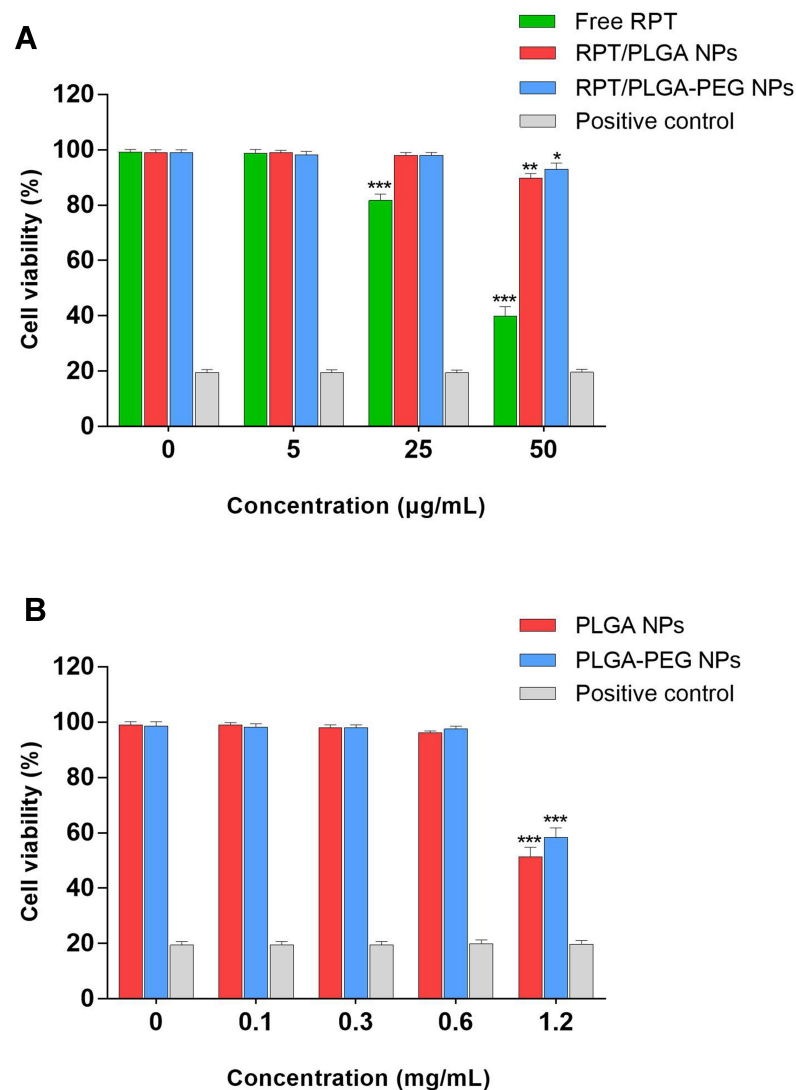 A
Free RPT
RPT/PLGA NPs
RPT/PLGA-PEG NPs
Positive control
Cell viability (%)
120
100
80
60
40
20
0
***
***
**
*
0 5 25 50
Concentration (µg/mL)
B
PLGA NPs
PLGA-PEG NPs
Positive control
Cell viability (%)
120
100
80
60
40
20
0
***
***
0 0.1 0.3 0.6 1.2
Concentration (mg/mL)